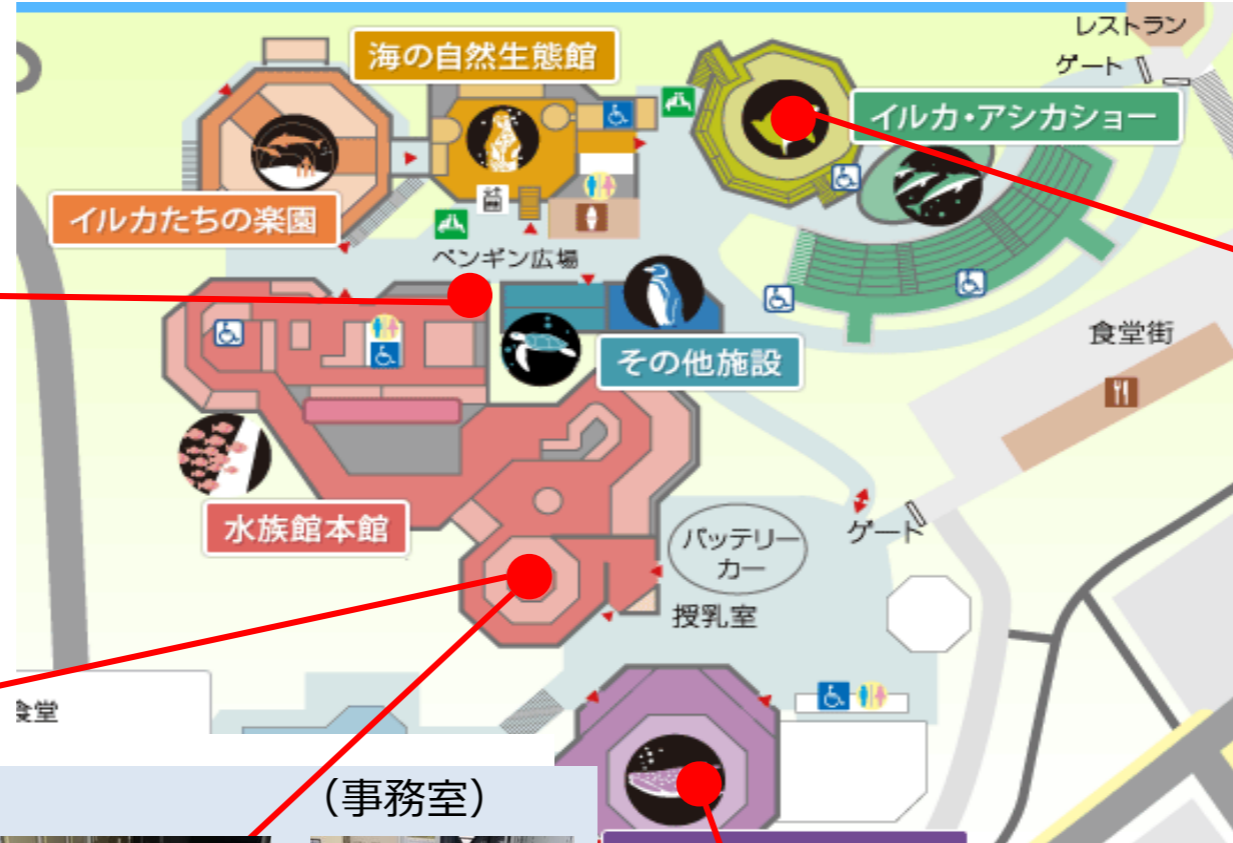 レストラン
ゲート
海の自然生態館
イルカ・アシカショー
イルカたちの楽園
ペンギン広場
食堂街
その他施設
水族館本館
バッテリー
カー
ゲート
授乳室
食堂
（事務室）